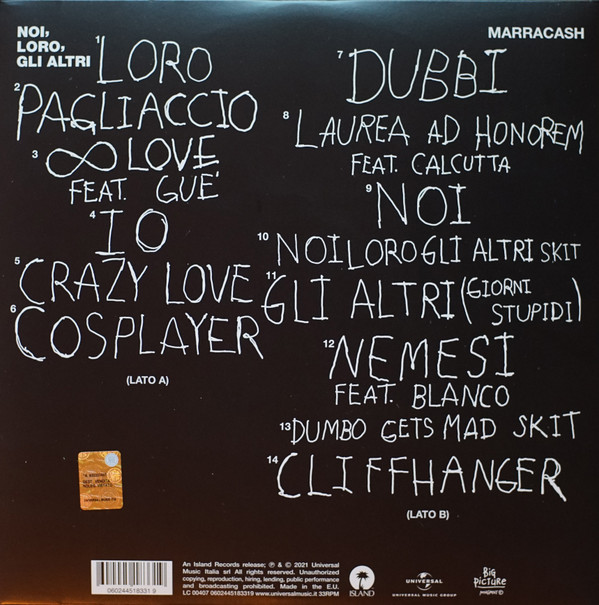 NOI,
LORO,
GLI ALTRI
MARRACASH
1 LORO
2 PAGLIACCIO
3 ∞ LOVE
FEAT. GUE'
4 IO
5 CRAZY LOVE
6 COSPLAYER
(LATO A)
7 DUBBI
8 LAUREA AD HONOREM
FEAT. CALCUTTA
9 NOI
10 NOI LORO GLI ALTRI SKIT
11 GLI ALTRI (GIORNI
STUPIDI)
12 NEMESI
FEAT. BLANCO
13 DUMBO GETS MAD SKIT
14 CLIFFHANGER
(LATO B)
0602445183319
An Island Records release; ℗ & © 2021 Universal
Music Italia srl All rights reserved. Unauthorized
copying, reproduction, hiring, lending, public performance
and broadcasting prohibited. Made in the E.U.
LC 00407 0602445183319 www.universalmusic.it 33RPM
ISLAND
UNIVERSAL
UNIVERSAL MUSIC GROUP
BIG
PICTURE